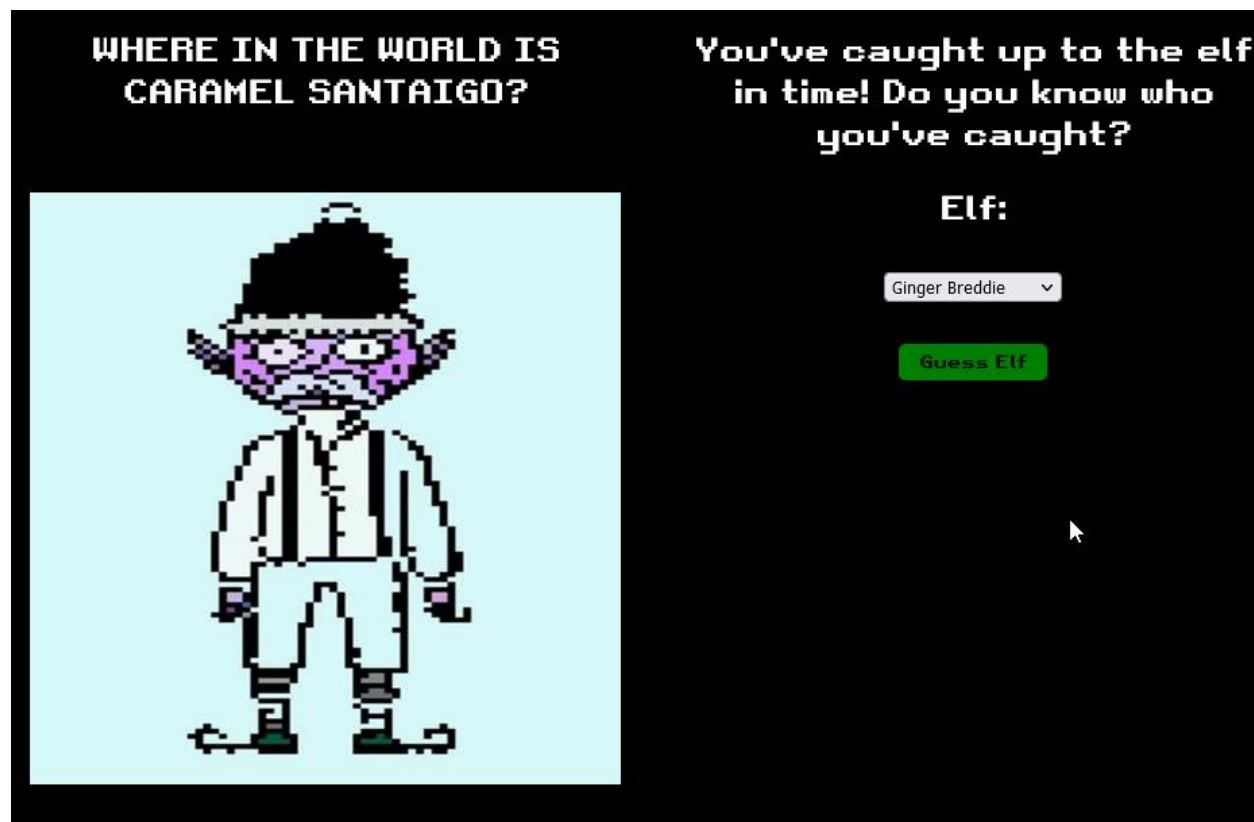 WHERE IN THE WORLD IS
CARAMEL SANTAIGO?
You've caught up to the elf
in time! Do you know who
you've caught?
Elf:
Ginger Breddie
Guess Elf